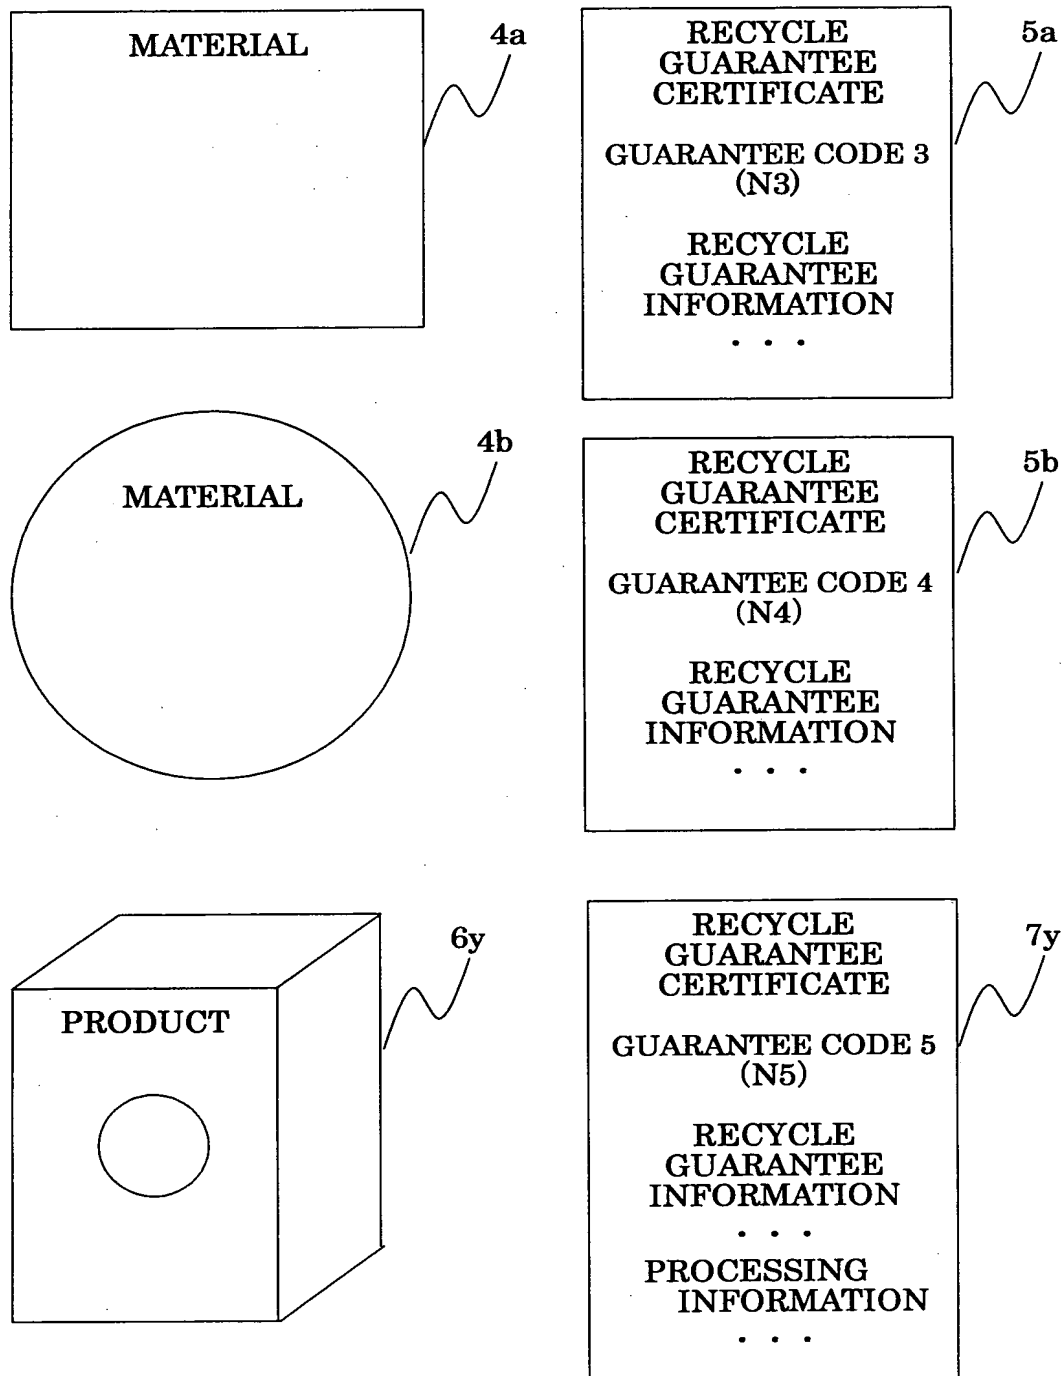 MATERIAL
4a
RECYCLE
GUARANTEE
CERTIFICATE
GUARANTEE CODE 3
(N3)
RECYCLE
GUARANTEE
INFORMATION
. . .
5a
MATERIAL
4b
RECYCLE
GUARANTEE
CERTIFICATE
GUARANTEE CODE 4
(N4)
RECYCLE
GUARANTEE
INFORMATION
. . .
5b
PRODUCT
6y
RECYCLE
GUARANTEE
CERTIFICATE
GUARANTEE CODE 5
(N5)
RECYCLE
GUARANTEE
INFORMATION
. . .
PROCESSING
INFORMATION
. . .
7y